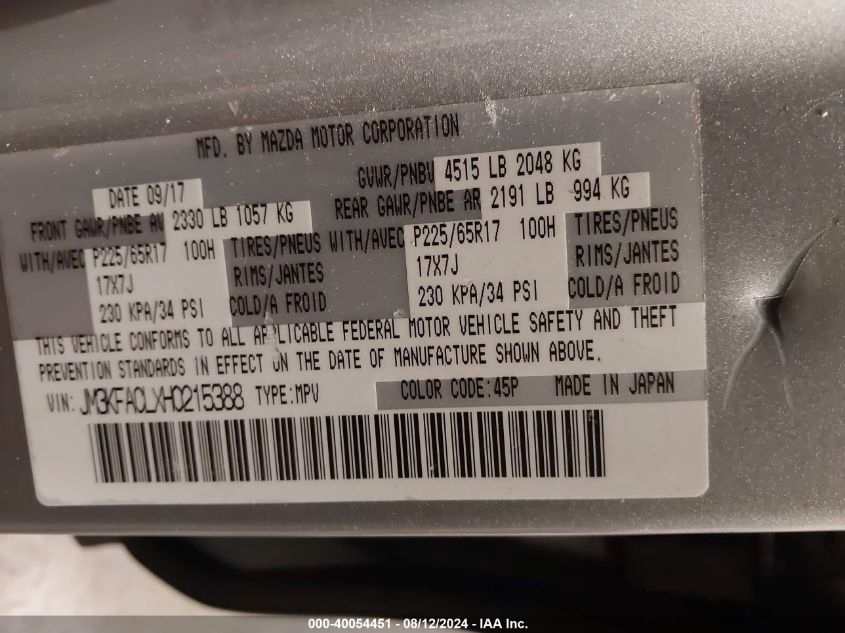 MFD. BY MAZDA MOTOR CORPORATION
DATE 09/17 GVWR/PNBV 4515 LB 2048 KG
FRONT GAWR/PNBE AV 2330 LB 1057 KG REAR GAWR/PNBE AR 2191 LB 994 KG
WITH/AVEC P225/65R17 100H TIRES/PNEUS WITH/AVEC P225/65R17 100H TIRES/PNEUS
17X7J RIMS/JANTES 17X7J RIMS/JANTES
230 KPA/34 PSI COLD/A FROID 230 KPA/34 PSI COLD/A FROID
THIS VEHICLE CONFORMS TO ALL APPLICABLE FEDERAL MOTOR VEHICLE SAFETY AND THEFT
PREVENTION STANDARDS IN EFFECT ON THE DATE OF MANUFACTURE SHOWN ABOVE.
VIN: JM3KFACLXH0215388 TYPE:MPV COLOR CODE:45P MADE IN JAPAN
000-40054451 - 08/12/2024 - IAA Inc.